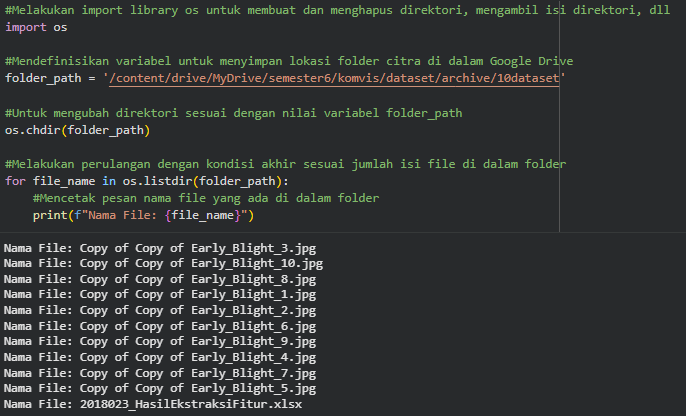 #Melakukan import library os untuk membuat dan menghapus direktori, mengambil isi direktori, dll
import os
#Mendefinisikan variabel untuk menyimpan lokasi folder citra di dalam Google Drive
folder_path = '/content/drive/MyDrive/semester6/komvis/dataset/archive/10dataset'
#Untuk mengubah direktori sesuai dengan nilai variabel folder_path
os.chdir(folder_path)
#Melakukan perulangan dengan kondisi akhir sesuai jumlah isi file di dalam folder
for file_name in os.listdir(folder_path):
    #Mencetak pesan nama file yang ada di dalam folder
    print(f"Nama File: {file_name}")
Nama File: Copy of Copy of Early_Blight_3.jpg
Nama File: Copy of Copy of Early_Blight_10.jpg
Nama File: Copy of Copy of Early_Blight_8.jpg
Nama File: Copy of Copy of Early_Blight_1.jpg
Nama File: Copy of Copy of Early_Blight_2.jpg
Nama File: Copy of Copy of Early_Blight_6.jpg
Nama File: Copy of Copy of Early_Blight_9.jpg
Nama File: Copy of Copy of Early_Blight_4.jpg
Nama File: Copy of Copy of Early_Blight_7.jpg
Nama File: Copy of Copy of Early_Blight_5.jpg
Nama File: 2018023_HasilEkstraksiFitur.xlsx